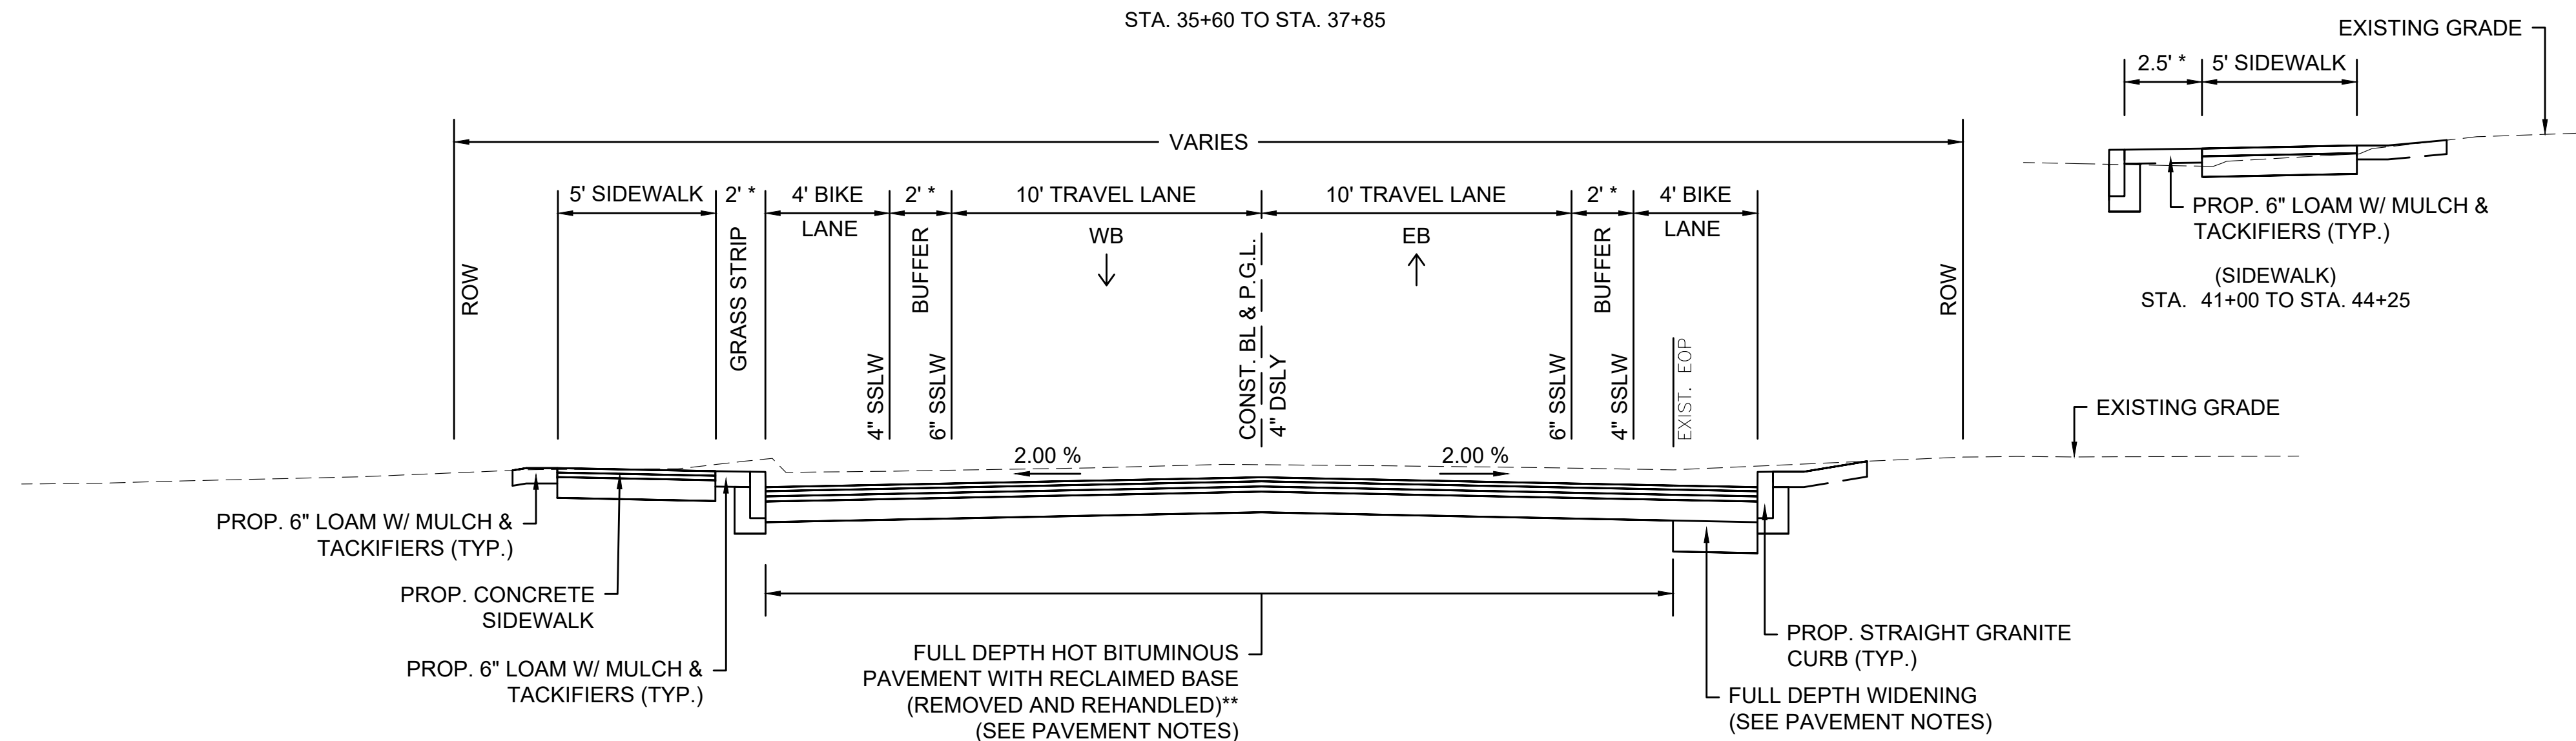 STA. 35+60 TO STA. 37+85
EXISTING GRADE
2.5' *
5' SIDEWALK
PROP. 6" LOAM W/ MULCH &
TACKIFIERS (TYP.)
(SIDEWALK)
STA. 41+00 TO STA. 44+25
VARIES
ROW
5' SIDEWALK
2' *
GRASS STRIP
4' BIKE
LANE
4" SSLW
2' *
BUFFER
6" SSLW
10' TRAVEL LANE
WB
CONST. BL & P.G.L.
4" DSLY
10' TRAVEL LANE
EB
6" SSLW
2' *
BUFFER
4" SSLW
4' BIKE
LANE
EXIST. EOP
ROW
EXISTING GRADE
2.00 %
2.00 %
PROP. 6" LOAM W/ MULCH &
TACKIFIERS (TYP.)
PROP. CONCRETE
SIDEWALK
PROP. 6" LOAM W/ MULCH &
TACKIFIERS (TYP.)
FULL DEPTH HOT BITUMINOUS
PAVEMENT WITH RECLAIMED BASE
(REMOVED AND REHANDLED)**
(SEE PAVEMENT NOTES)
PROP. STRAIGHT GRANITE
CURB (TYP.)
FULL DEPTH WIDENING
(SEE PAVEMENT NOTES)